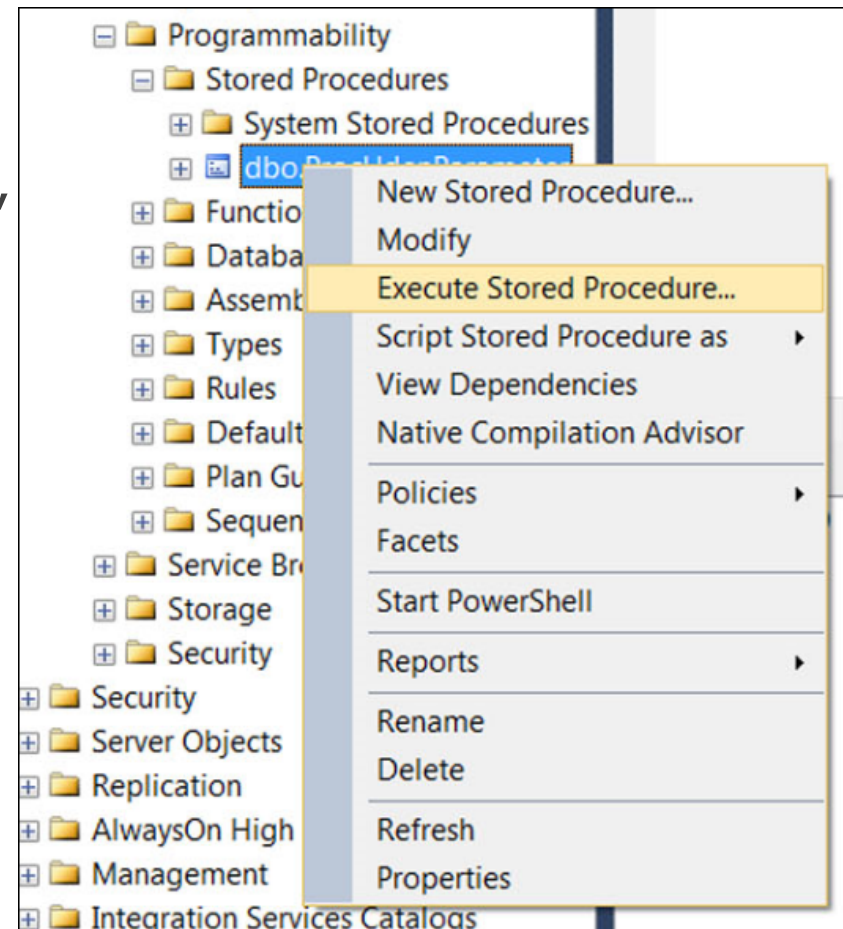 Programmability
Stored Procedures
System Stored Procedures
New Stored Procedure...
Functio
Modify
Databa
Execute Stored Procedure...
Assemb
Script Stored Procedure as
Types
View Dependencies
Rules
Native Compilation Advisor
Default
Plan Gu
Policies
Sequen
Facets
Service Br
Start PowerShell
Storage
Security
Reports
Security
Rename
Server Objects
Delete
Replication
AlwaysOn High
Refresh
Management
Properties
Integration Services Catalogs